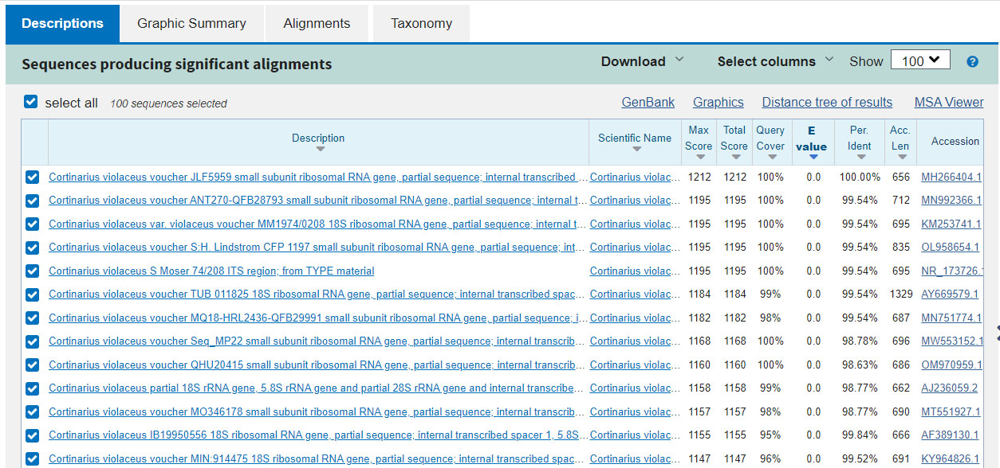 Descriptions Graphic Summary Alignments Taxonomy
Sequences producing significant alignments Download Select columns Show 100 ?
select all 100 sequences selected GenBank Graphics Distance tree of results MSA Viewer
Description Scientific Name Max Score Total Score Query Cover E value Per. Ident Acc. Len Accession
Cortinarius violaceus voucher JLF5959 small subunit ribosomal RNA gene, partial sequence; internal transcribed ... Cortinarius violac... 1212 1212 100% 0.0 100.00% 656 MH266404.1
Cortinarius violaceus voucher ANT270-QFB28793 small subunit ribosomal RNA gene, partial sequence; internal t... Cortinarius violac... 1195 1195 100% 0.0 99.54% 712 MN992366.1
Cortinarius violaceus var. violaceus voucher MM1974/0208 18S ribosomal RNA gene, partial sequence; internal t... Cortinarius violac... 1195 1195 100% 0.0 99.54% 695 KM253741.1
Cortinarius violaceus voucher S:H. Lindstrom CFP 1197 small subunit ribosomal RNA gene, partial sequence; int... Cortinarius violac... 1195 1195 100% 0.0 99.54% 835 OL958654.1
Cortinarius violaceus S Moser 74/208 ITS region; from TYPE material Cortinarius violac... 1195 1195 100% 0.0 99.54% 695 NR_173726.
Cortinarius violaceus voucher TUB 011825 18S ribosomal RNA gene, partial sequence; internal transcribed spac... Cortinarius violac... 1184 1184 99% 0.0 99.54% 1329 AY669579.1
Cortinarius violaceus voucher MQ18-HRL2436-QFB29991 small subunit ribosomal RNA gene, partial sequence; i... Cortinarius violac... 1182 1182 98% 0.0 99.54% 687 MN751774.1
Cortinarius violaceus voucher Seq_MP22 small subunit ribosomal RNA gene, partial sequence; internal transcrib... Cortinarius violac... 1168 1168 100% 0.0 98.78% 696 MW553152.1
Cortinarius violaceus voucher QHU20415 small subunit ribosomal RNA gene, partial sequence; internal transcrib... Cortinarius violac... 1160 1160 100% 0.0 98.63% 686 OM970959.1
Cortinarius violaceus partial 18S rRNA gene, 5.8S rRNA gene and partial 28S rRNA gene and internal transcribe... Cortinarius violac... 1158 1158 99% 0.0 98.77% 662 AJ236059.2
Cortinarius violaceus voucher MO346178 small subunit ribosomal RNA gene, partial sequence; internal transcrib... Cortinarius violac... 1157 1157 98% 0.0 98.77% 690 MT551927.1
Cortinarius violaceus IB19950556 18S ribosomal RNA gene, partial sequence; internal transcribed spacer 1, 5.8S... Cortinarius violac... 1155 1155 95% 0.0 99.84% 666 AF389130.1
Cortinarius violaceus voucher MIN:914475 18S ribosomal RNA gene, partial sequence; internal transcribed spac... Cortinarius violac... 1147 1147 96% 0.0 99.52% 691 KY964826.1